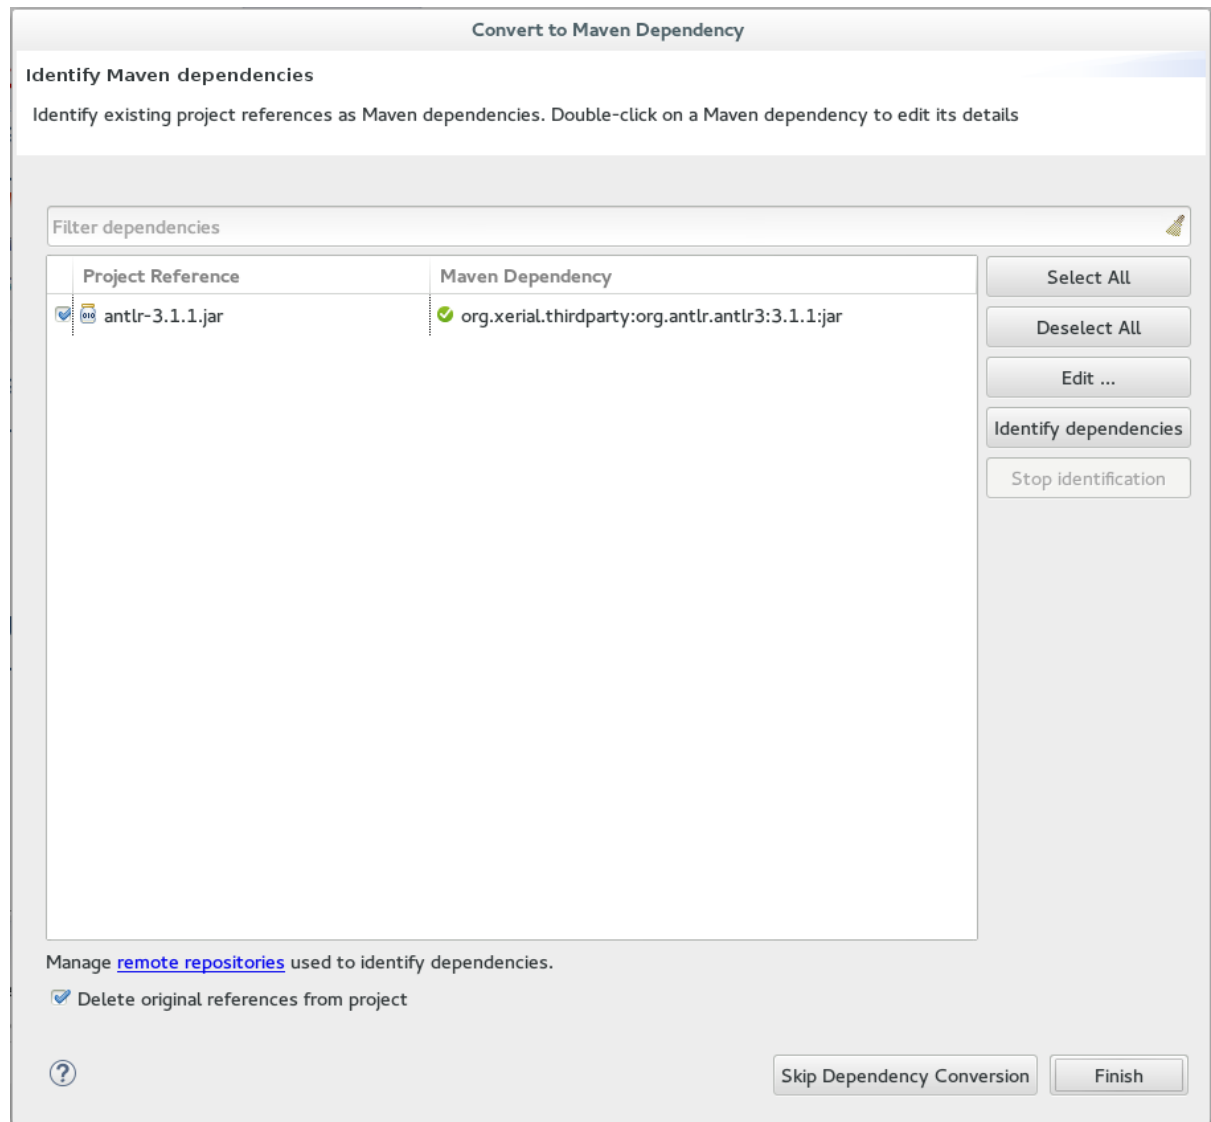 Convert to Maven Dependency
Identify Maven dependencies
Identify existing project references as Maven dependencies. Double-click on a Maven dependency to edit its details
Filter dependencies
Project Reference Maven Dependency
antlr-3.1.1.jar org.xerial.thirdparty:org.antlr.antlr3:3.1.1:jar
Select All
Deselect All
Edit ...
Identify dependencies
Stop identification
Manage remote repositories used to identify dependencies.
Delete original references from project
Skip Dependency Conversion Finish